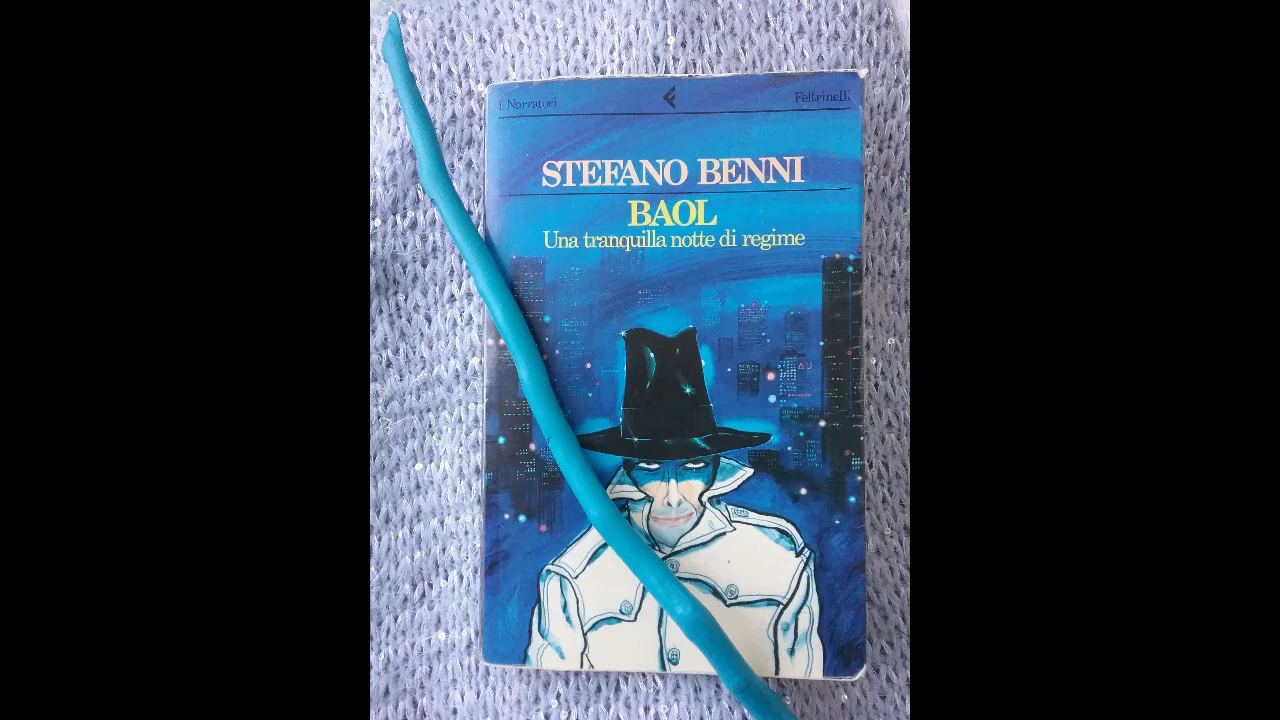 I Narratori
Feltrinelli
STEFANO BENNI
BAOL
Una tranquilla notte di regime